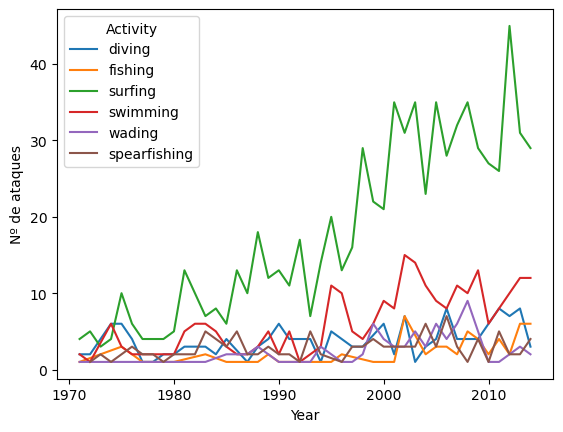 Activity
diving
fishing
surfing
swimming
wading
spearfishing
Nº de ataques
40
30
20
10
0
1970
1980
1990
2000
2010
Year